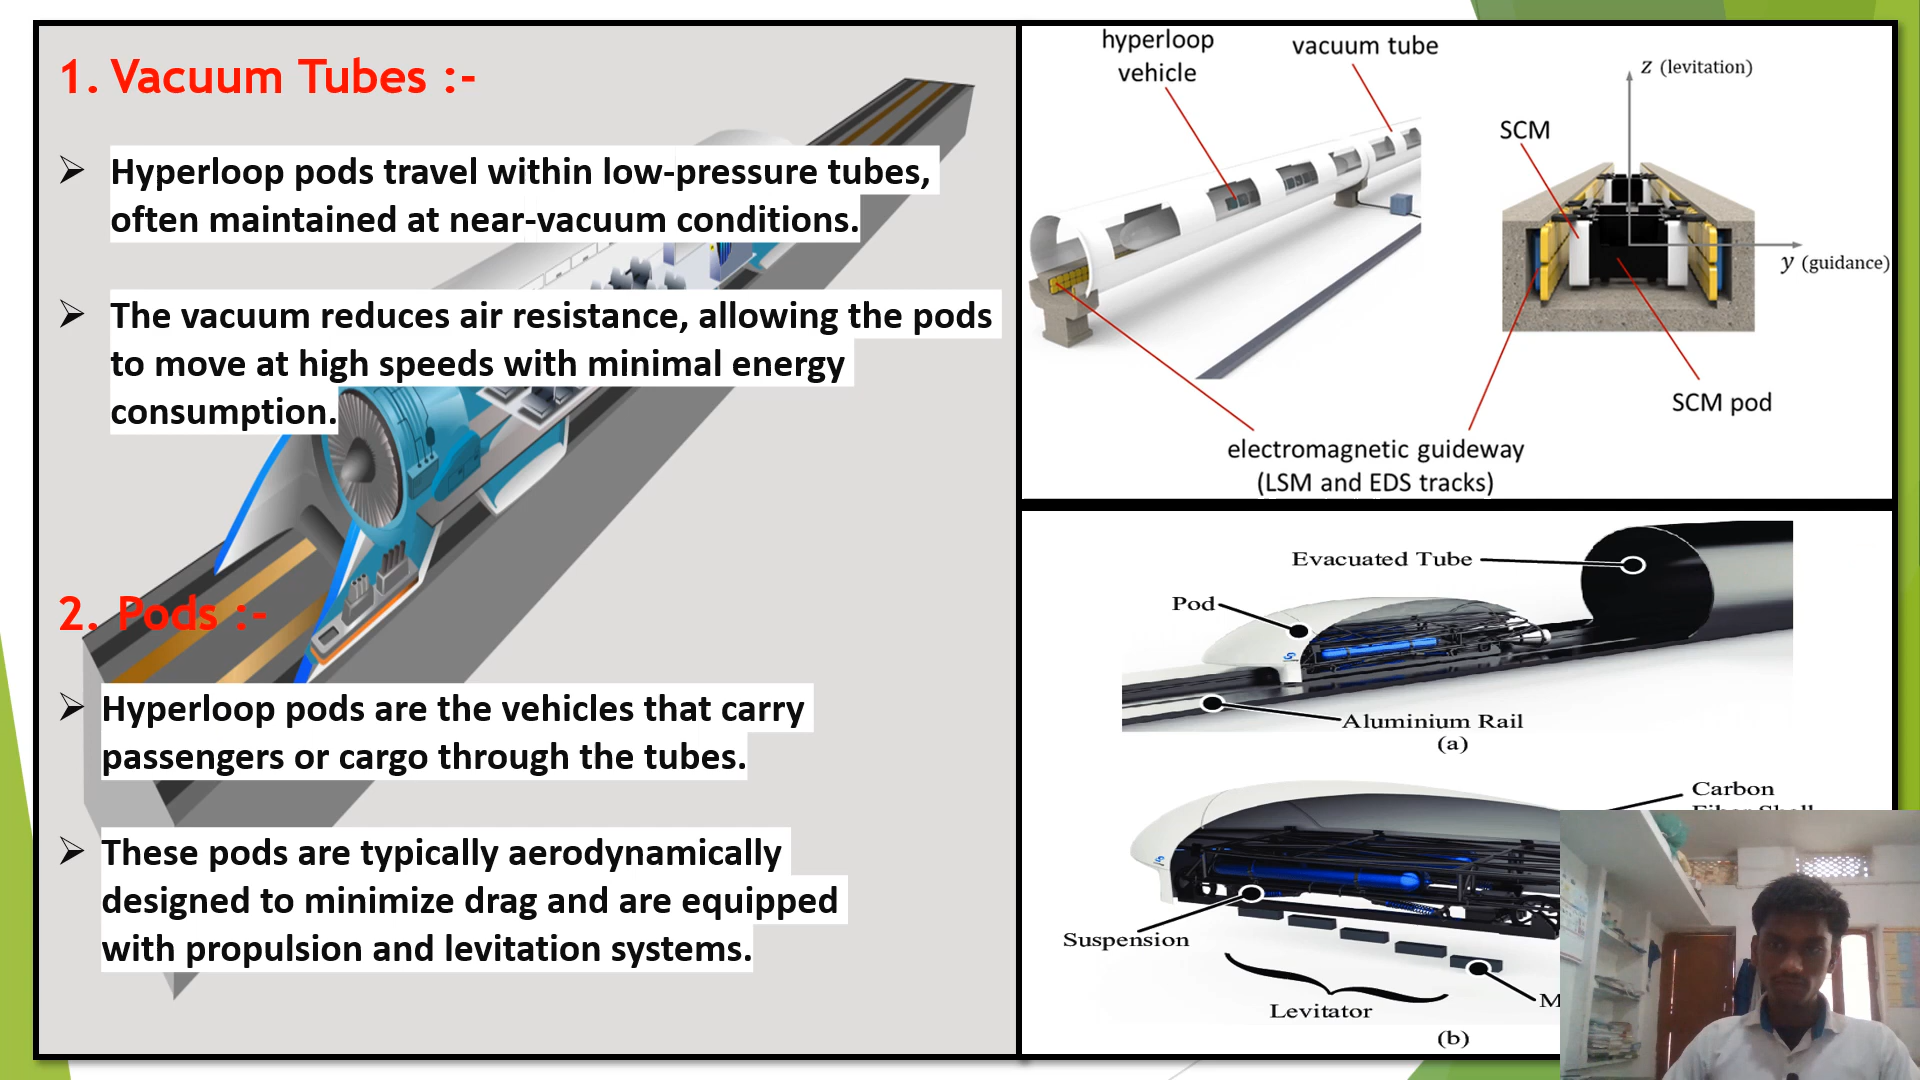 1. Vacuum Tubes :-
Hyperloop pods travel within low-pressure tubes,
often maintained at near-vacuum conditions.
The vacuum reduces air resistance, allowing the pods
to move at high speeds with minimal energy
consumption.
2. Pods :-
Hyperloop pods are the vehicles that carry
passengers or cargo through the tubes.
These pods are typically aerodynamically
designed to minimize drag and are equipped
with propulsion and levitation systems.
hyperloop
vehicle
vacuum tube
z (levitation)
SCM
y (guidance)
SCM pod
electromagnetic guideway
(LSM and EDS tracks)
Evacuated Tube
Pod
Aluminium Rail
(a)
Carbon
Fiber Shell
Suspension
Levitator
M
(b)